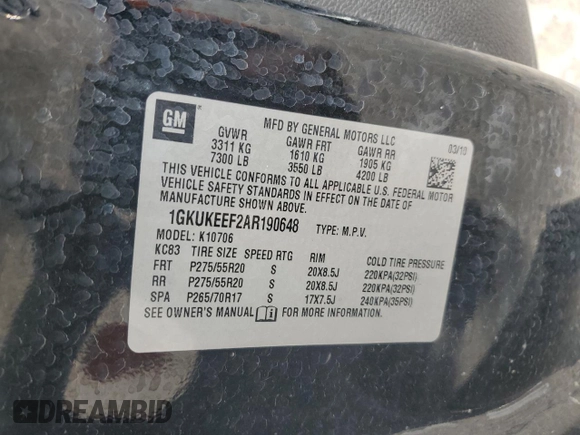 GM
MFD BY GENERAL MOTORS LLC
03/10
GVWR GAWR FRT GAWR RR
3311 KG 1610 KG 1905 KG
7300 LB 3550 LB 4200 LB
THIS VEHICLE CONFORMS TO ALL APPLICABLE U.S. FEDERAL MOTOR
VEHICLE SAFETY STANDARDS IN EFFECT ON THE DATE OF
MANUFACTURE SHOWN ABOVE.
1GKUKEEF2AR190648 TYPE: M.P.V.
MODEL: K10706
KC83 TIRE SIZE SPEED RTG RIM COLD TIRE PRESSURE
FRT P275/55R20 S 20X8.5J 220KPA(32PSI)
RR P275/55R20 S 20X8.5J 220KPA(32PSI)
SPA P265/70R17 S 17X7.5J 240KPA(35PSI)
SEE OWNER'S MANUAL FOR MORE INFORMATION.
DREAMBID